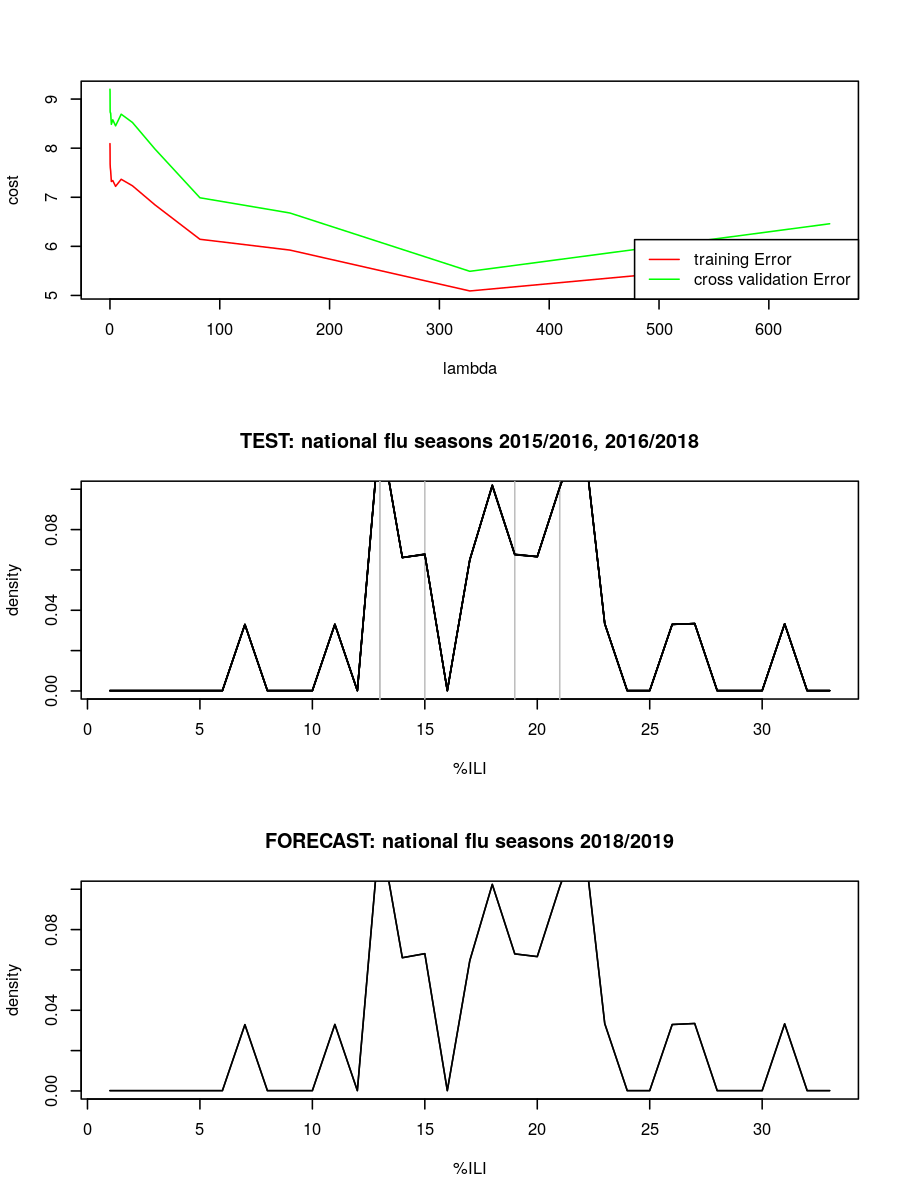 9
8
7
6
5
cost
training Error
cross validation Error
0 100 200 300 400 500 600
lambda
TEST: national flu seasons 2015/2016, 2016/2018
0.08
0.04
0.00
density
0 5 10 15 20 25 30
%ILI
FORECAST: national flu seasons 2018/2019
0.08
0.04
0.00
density
0 5 10 15 20 25 30
%ILI